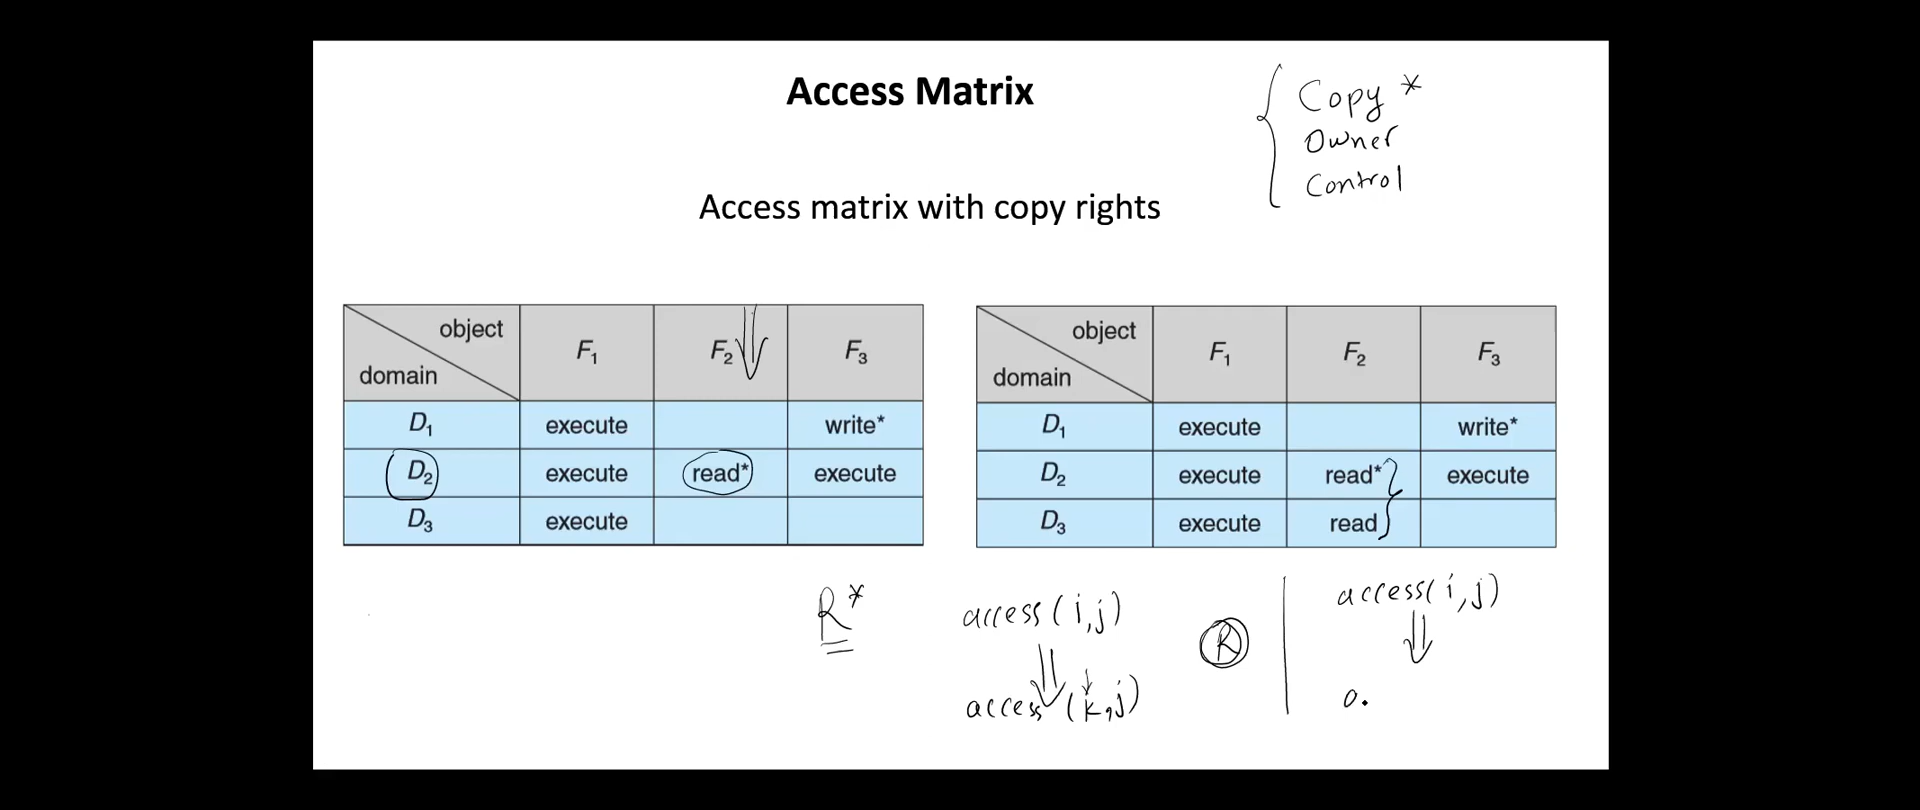 Access Matrix
Copy *
Owner
Control
Access matrix with copy rights
object
domain
F1 F2 F3
D1 execute write*
D2 execute read* execute
D3 execute
object
domain
F1 F2 F3
D1 execute write*
D2 execute read* execute
D3 execute read
R*
access(i,j)
access(k,j)
R
access(i,j)